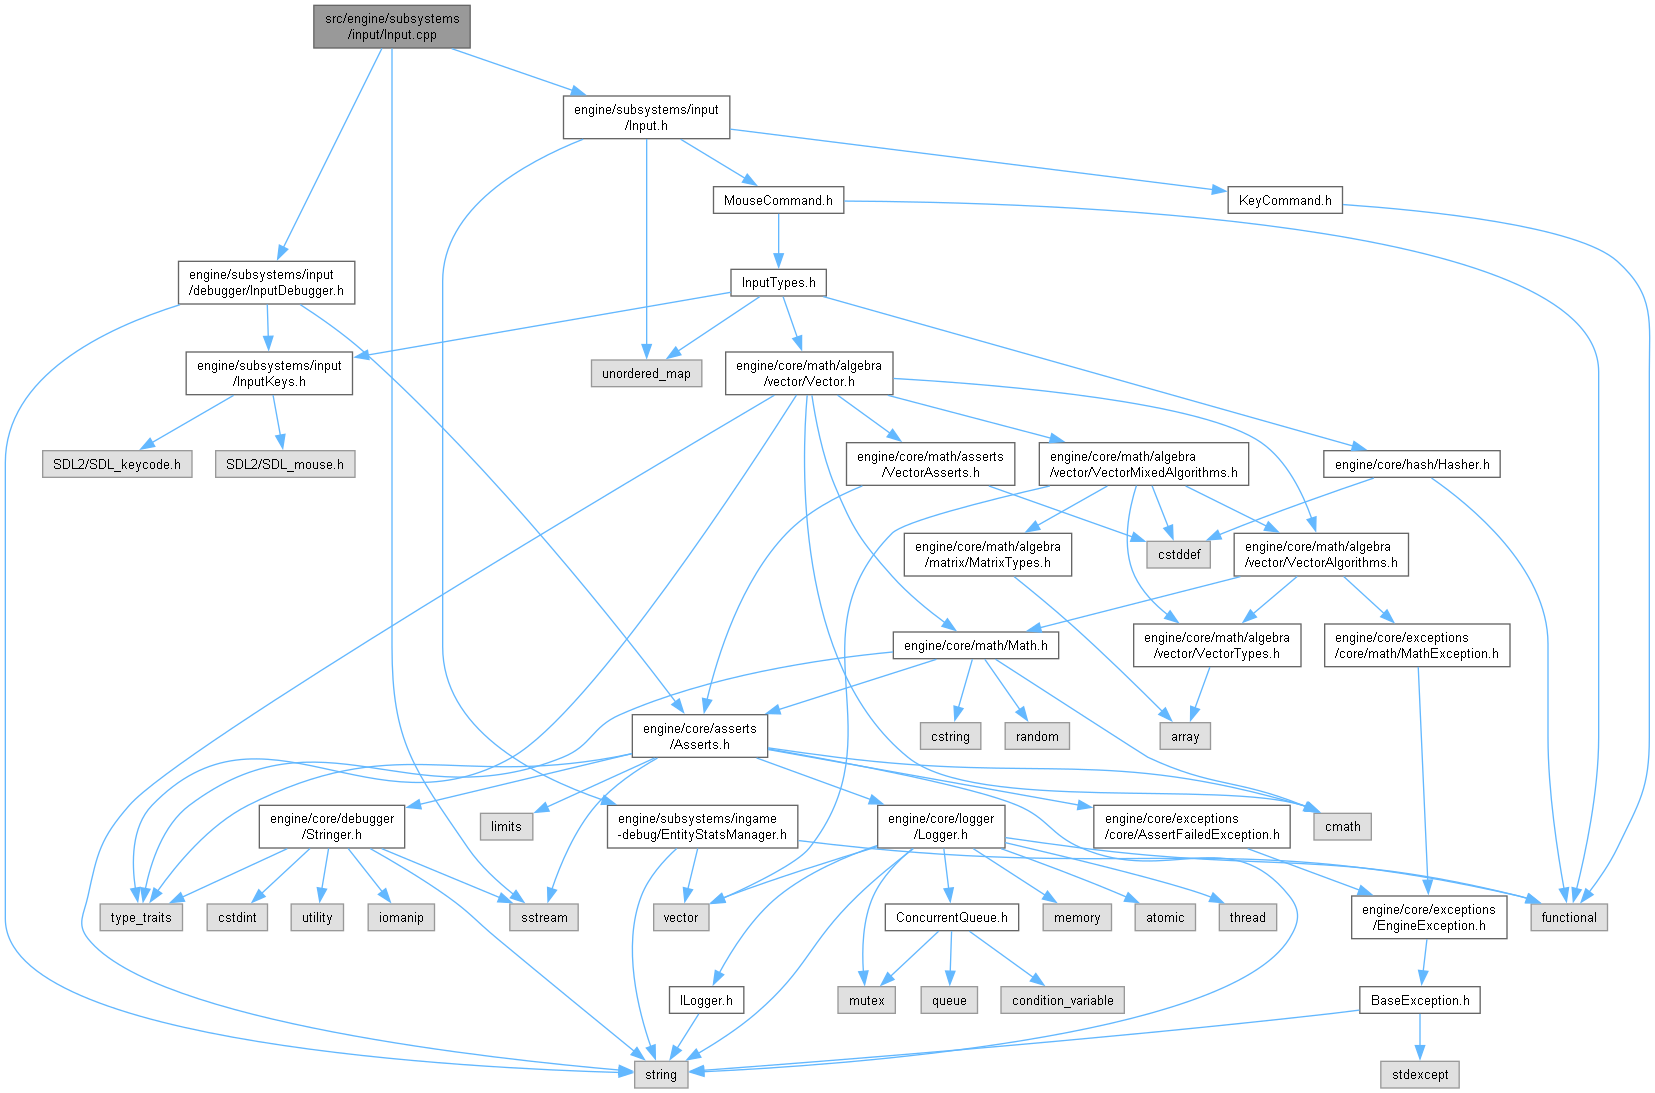 src/engine/subsystems
/input/Input.cpp
engine/subsystems/input
/Input.h
MouseCommand.h
KeyCommand.h
engine/subsystems/input
/debugger/InputDebugger.h
InputTypes.h
engine/subsystems/input
/InputKeys.h
unordered_map
engine/core/math/algebra
/vector/Vector.h
SDL2/SDL_keycode.h
SDL2/SDL_mouse.h
engine/core/math/asserts
/VectorAsserts.h
engine/core/math/algebra
/vector/VectorMixedAlgorithms.h
engine/core/hash/Hasher.h
engine/core/math/algebra
/matrix/MatrixTypes.h
cstddef
engine/core/math/algebra
/vector/VectorAlgorithms.h
engine/core/math/Math.h
engine/core/math/algebra
/vector/VectorTypes.h
engine/core/exceptions
/core/math/MathException.h
engine/core/asserts
/Asserts.h
cstring
random
array
engine/core/debugger
/Stringer.h
limits
engine/subsystems/ingame
-debug/EntityStatsManager.h
engine/core/logger
/Logger.h
engine/core/exceptions
/core/AssertFailedException.h
cmath
type_traits
cstdint
utility
iomanip
sstream
vector
ConcurrentQueue.h
memory
atomic
thread
engine/core/exceptions
/EngineException.h
functional
ILogger.h
mutex
queue
condition_variable
BaseException.h
string
stdexcept